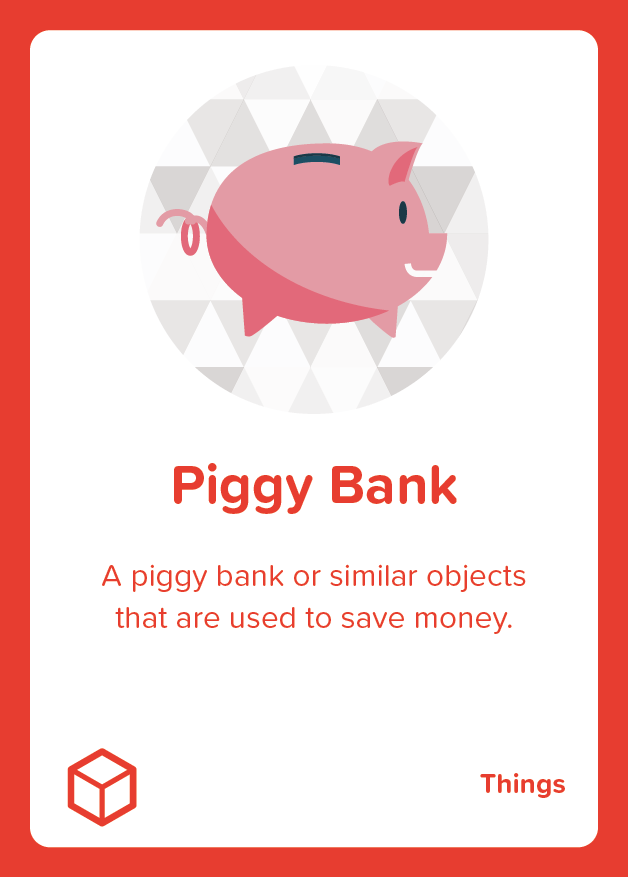 Piggy Bank
A piggy bank or similar objects
that are used to save money.
Things